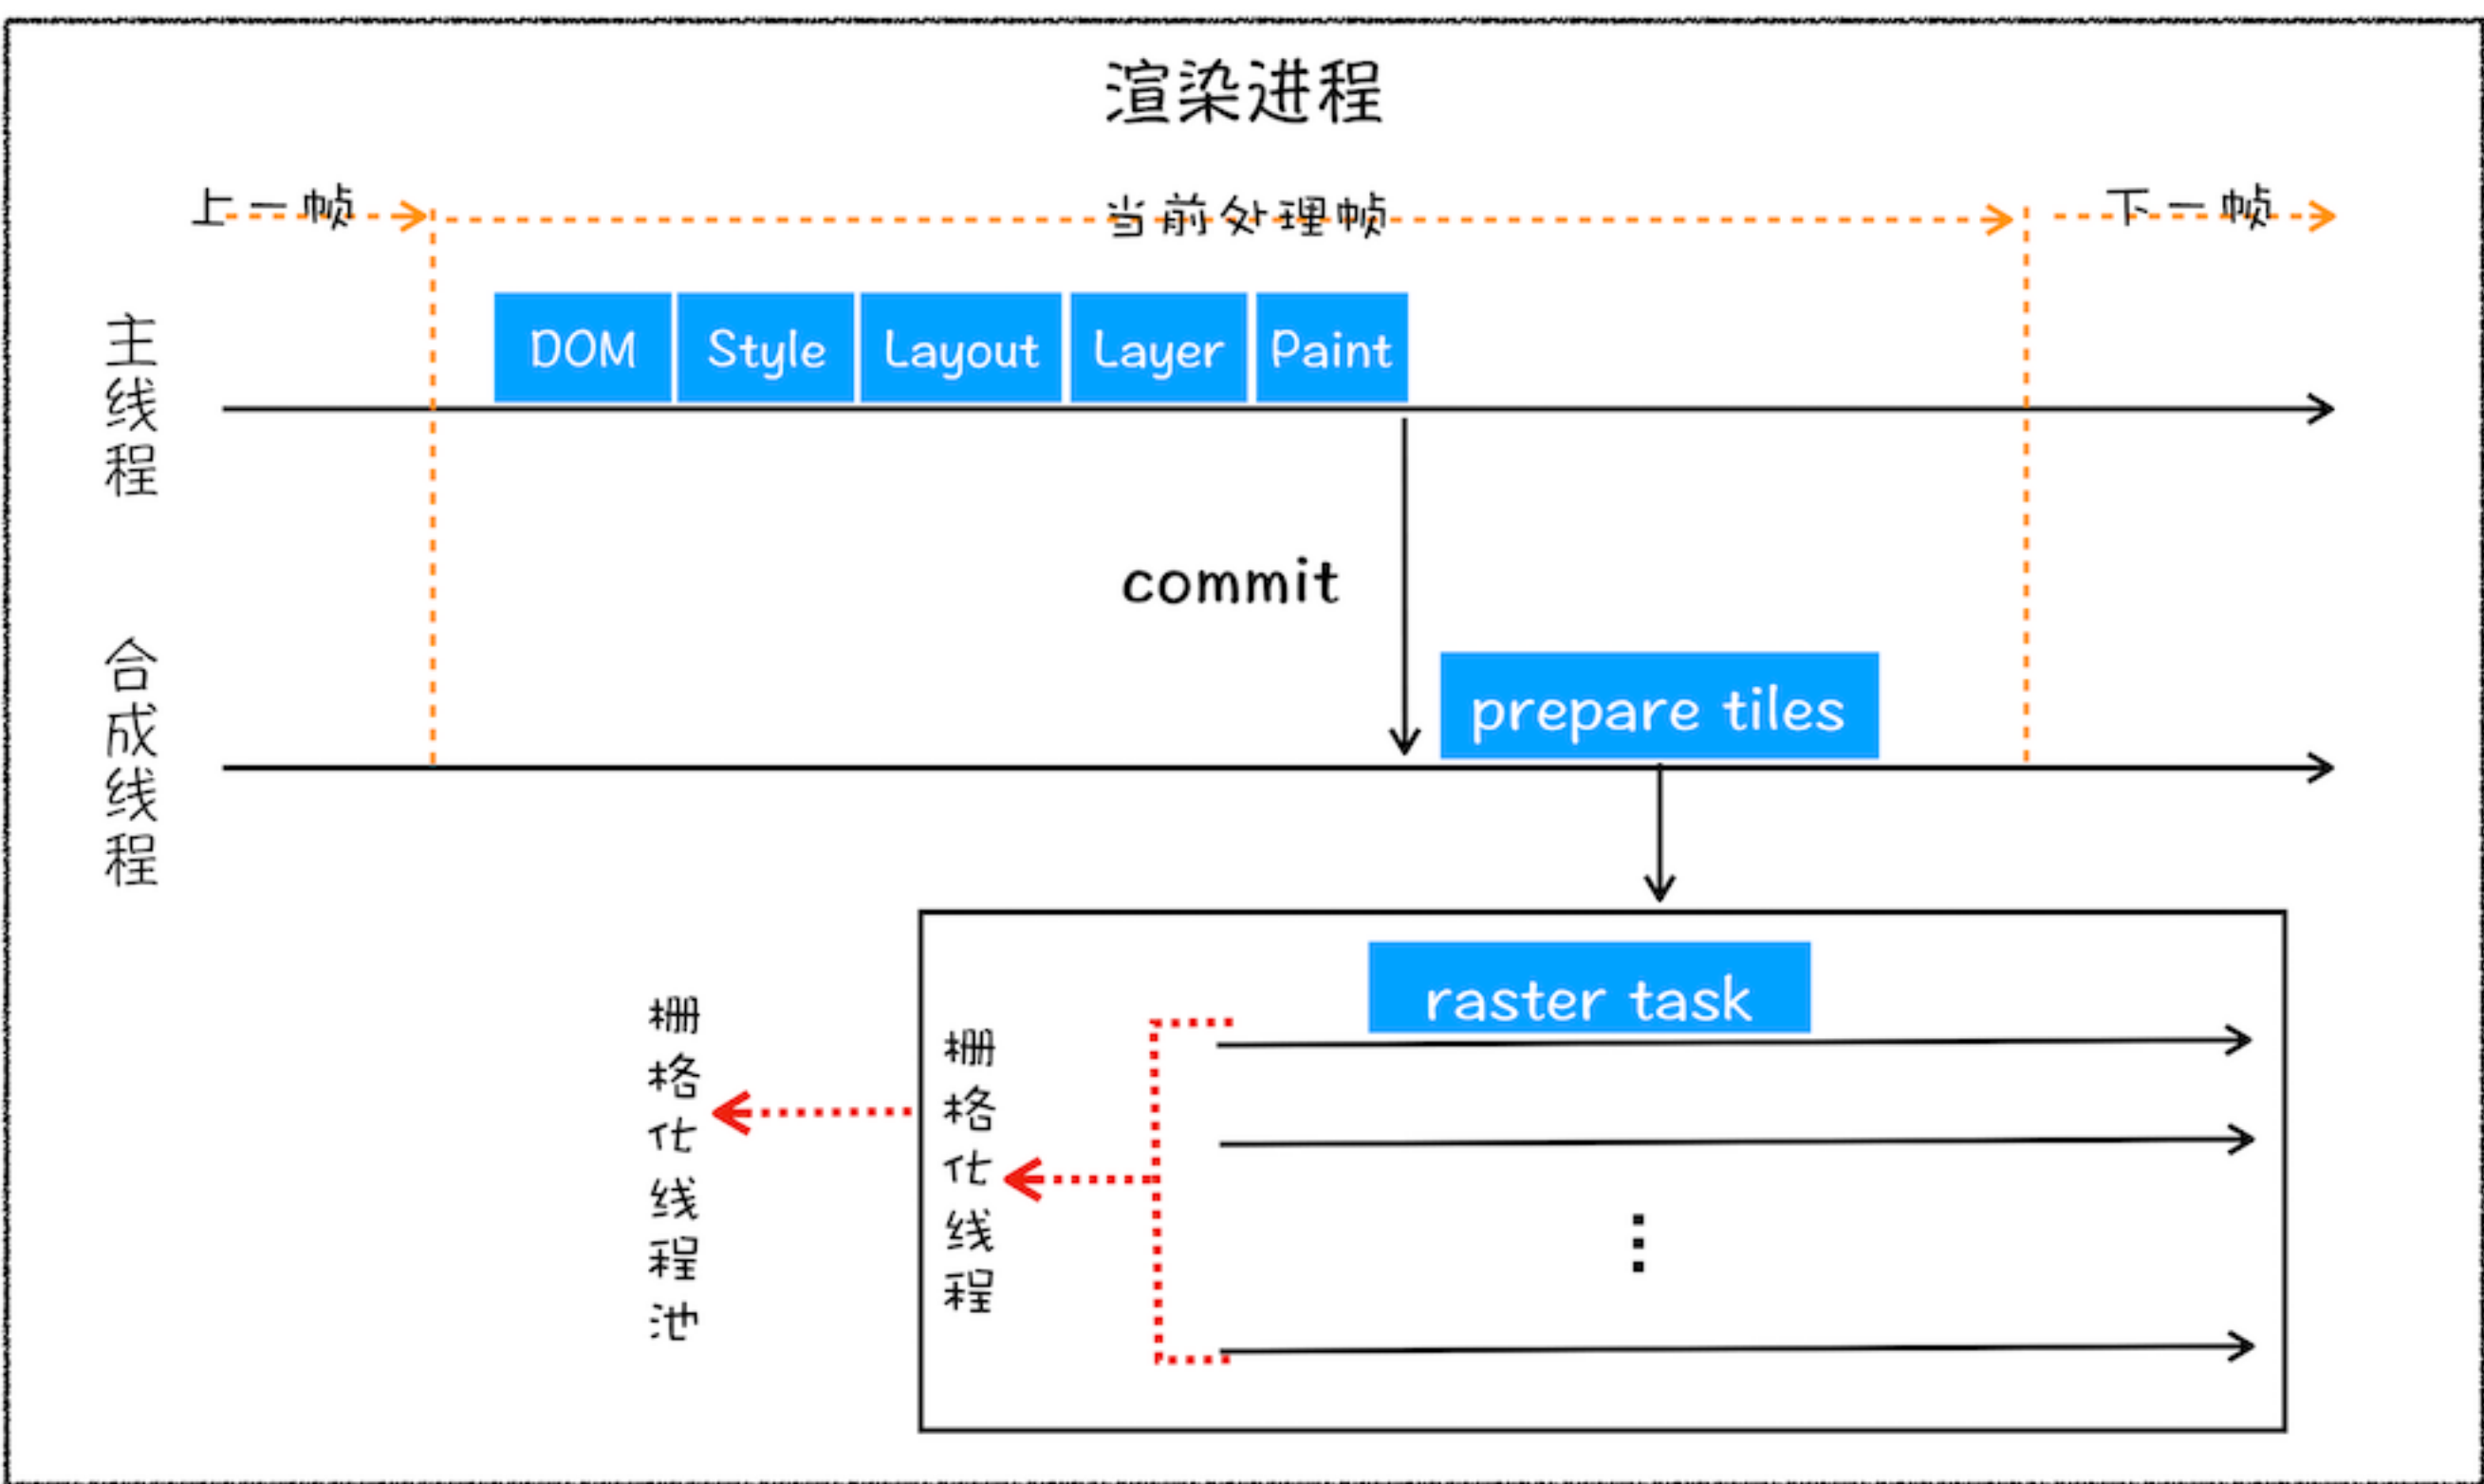 渲染进程
上一帧
当前处理帧
下一帧
主线程
DOM
Style
Layout
Layer
Paint
commit
合成线程
prepare tiles
raster task
栅格化线程池
栅格化线程